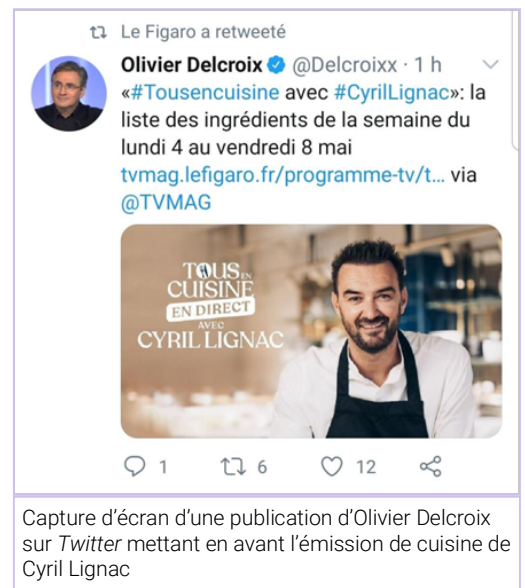 Le Figaro a retweeté
Olivier Delcroix @Delcroixx · 1 h
«#Tousencuisine avec #CyrilLignac»: la
liste des ingrédients de la semaine du
lundi 4 au vendredi 8 mai
tvmag.lefigaro.fr/programme-tv/t... via
@TVMAG
TOUS EN
CUISINE
EN DIRECT
AVEC
CYRIL LIGNAC
1 6 12
Capture d'écran d'une publication d'Olivier Delcroix
sur Twitter mettant en avant l'émission de cuisine de
Cyril Lignac